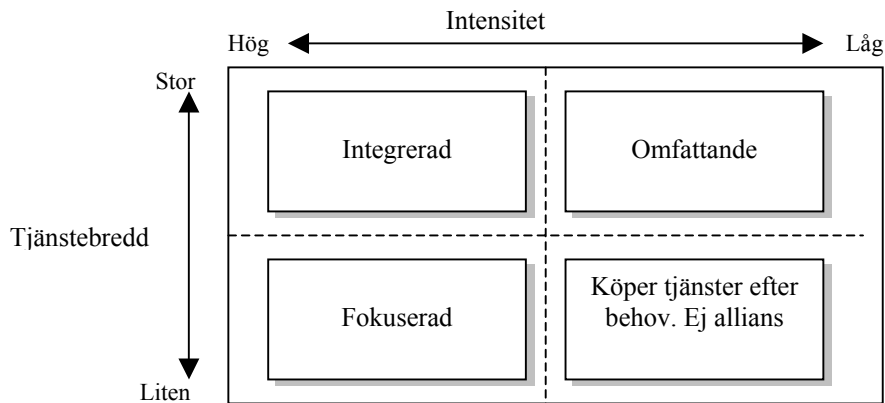 Intensitet
Hög
Låg
Stor
Integrerad
Omfattande
Tjänstebredd
Fokuserad
Köper tjänster efter
behov. Ej allians
Liten